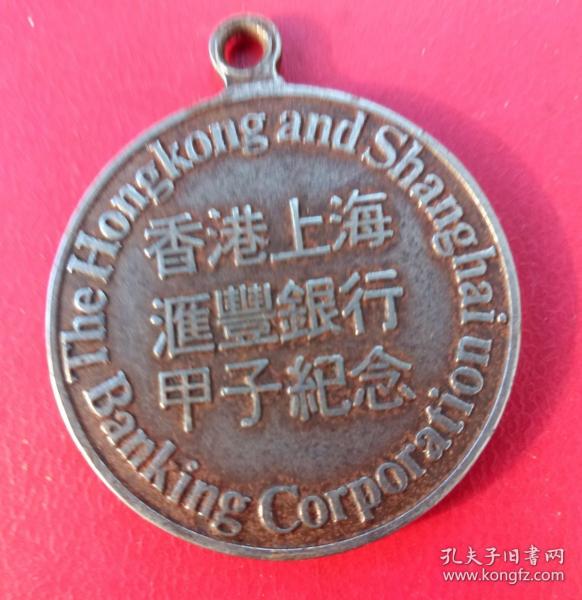 The Hongkong and Shanghai
Banking Corporation
香港上海
滙豐銀行
甲子紀念
孔夫子旧书网
www.kongfz.com